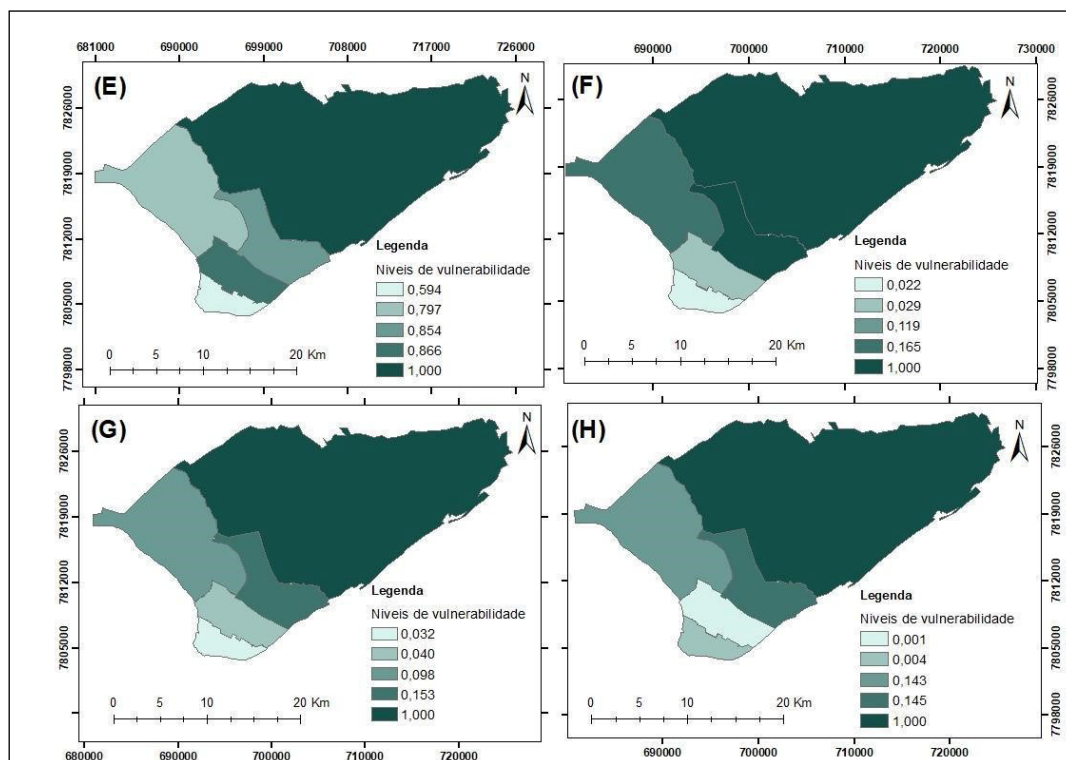 681000 690000 699000 708000 717000 726000
(E)
N
7826000
7819000
7812000
7805000
7798000
Legenda
Niveis de vulnerabilidade
0,594
0,797
0,854
0,866
1,000
0 5 10 20 Km
690000 700000 710000 720000 730000
(F)
N
7826000
7819000
7812000
7805000
7798000
Legenda
Niveis de vulnerabilidade
0,022
0,029
0,119
0,165
1,000
0 5 10 20 Km
(G)
N
7826000
7819000
7812000
7805000
Legenda
Niveis de vulnerabilidade
0,032
0,040
0,098
0,153
1,000
0 5 10 20 Km
680000 690000 700000 710000 720000
(H)
N
7826000
7819000
7812000
7805000
7798000
Legenda
Niveis de vulnerabilidade
0,001
0,004
0,143
0,145
1,000
0 5 10 20 Km
690000 700000 710000 720000